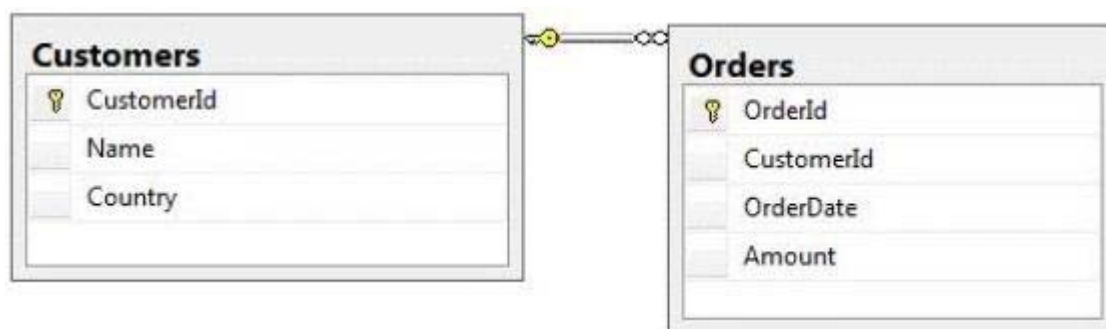 Customers
CustomerId
Name
Country
Orders
OrderId
CustomerId
OrderDate
Amount